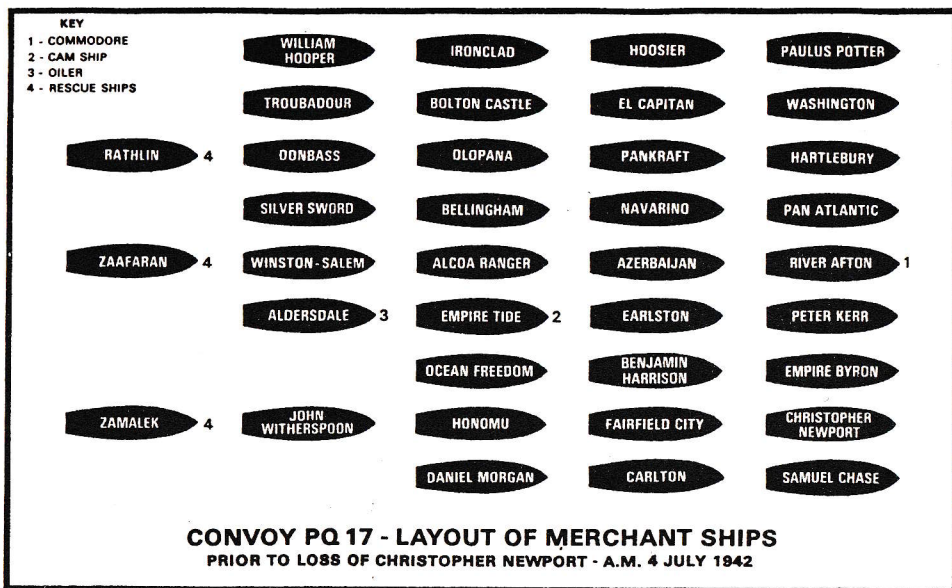 KEY
1 - COMMODORE
2 - CAM SHIP
3 - OILER
4 - RESCUE SHIPS
WILLIAM
HOOPER
IRONCLAD
HOOSIER
PAULUS POTTER
TROUBADOUR
BOLTON CASTLE
EL CAPITAN
WASHINGTON
RATHLIN 4
DONBASS
OLOPANA
PANKRAFT
HARTLEBURY
SILVER SWORD
BELLINGHAM
NAVARINO
PAN ATLANTIC
ZAAFARAN 4
WINSTON-SALEM
ALCOA RANGER
AZERBAIJAN
RIVER AFTON 1
ALDERSDALE 3
EMPIRE TIDE 2
EARLSTON
PETER KERR
OCEAN FREEDOM
BENJAMIN
HARRISON
EMPIRE BYRON
ZAMALEK 4
JOHN
WITHERSPOON
HONOMU
FAIRFIELD CITY
CHRISTOPHER
NEWPORT
DANIEL MORGAN
CARLTON
SAMUEL CHASE
CONVOY PQ 17 - LAYOUT OF MERCHANT SHIPS
PRIOR TO LOSS OF CHRISTOPHER NEWPORT - A.M. 4 JULY 1942